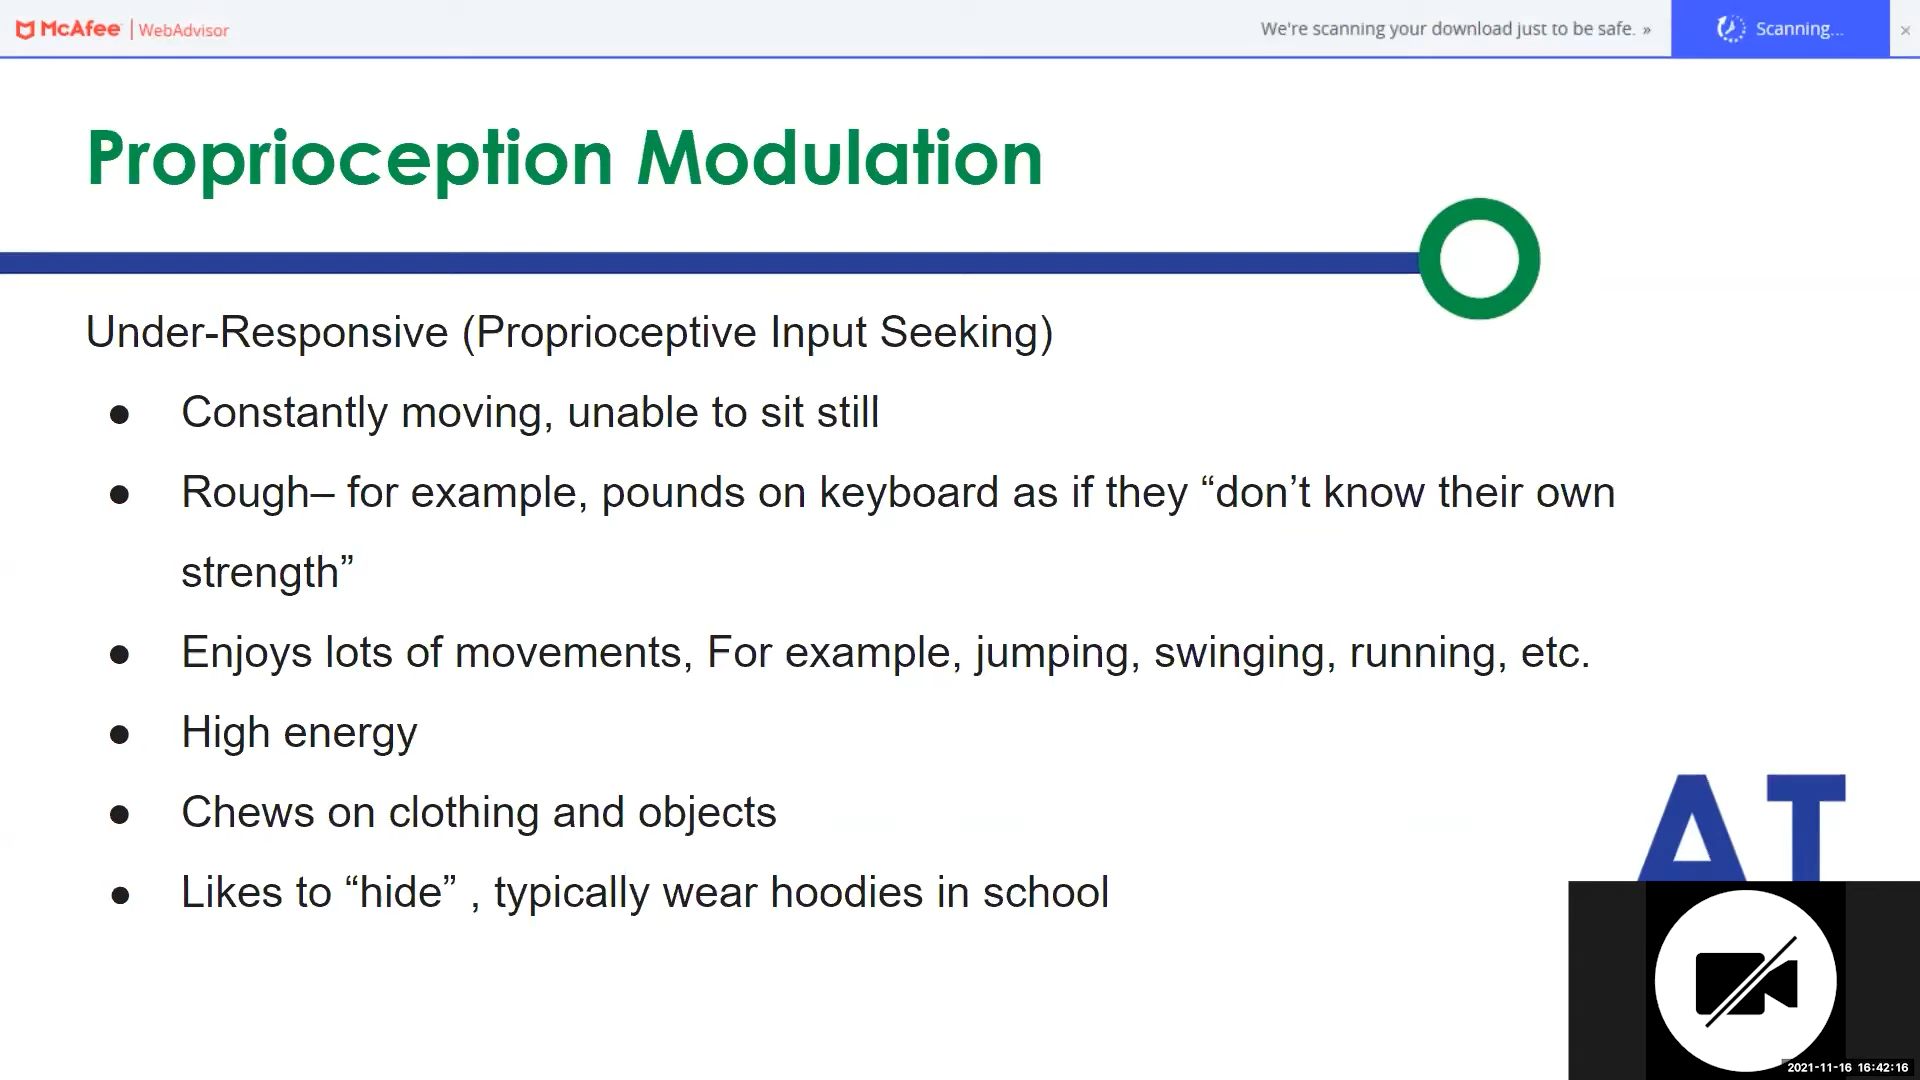 McAfee | WebAdvisor
We're scanning your download just to be safe. »
Scanning...
×
Proprioception Modulation
Under-Responsive (Proprioceptive Input Seeking)
● Constantly moving, unable to sit still
● Rough– for example, pounds on keyboard as if they “don’t know their own
strength”
● Enjoys lots of movements, For example, jumping, swinging, running, etc.
● High energy
● Chews on clothing and objects
● Likes to “hide” , typically wear hoodies in school
AT
2021-11-16 16:42:16